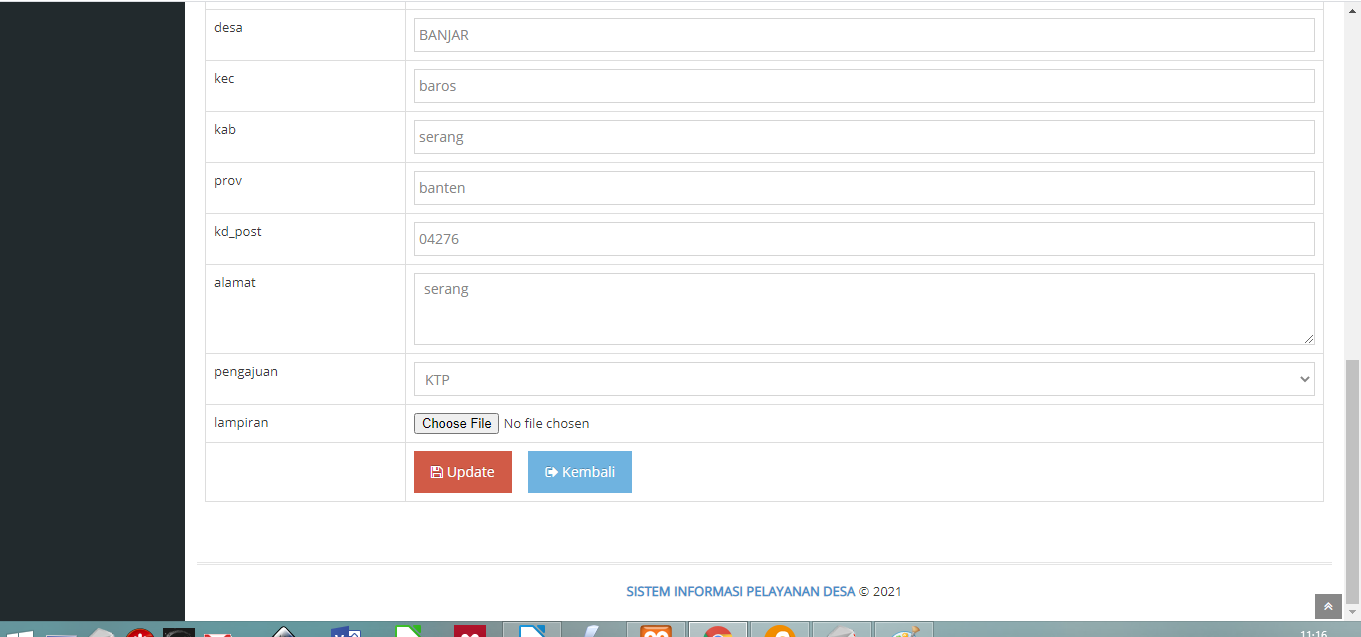 desa BANJAR
kec baros
kab serang
prov banten
kd_post 04276
alamat serang
pengajuan KTP
lampiran Choose File No file chosen
Update Kembali
SISTEM INFORMASI PELAYANAN DESA © 2021
11:16